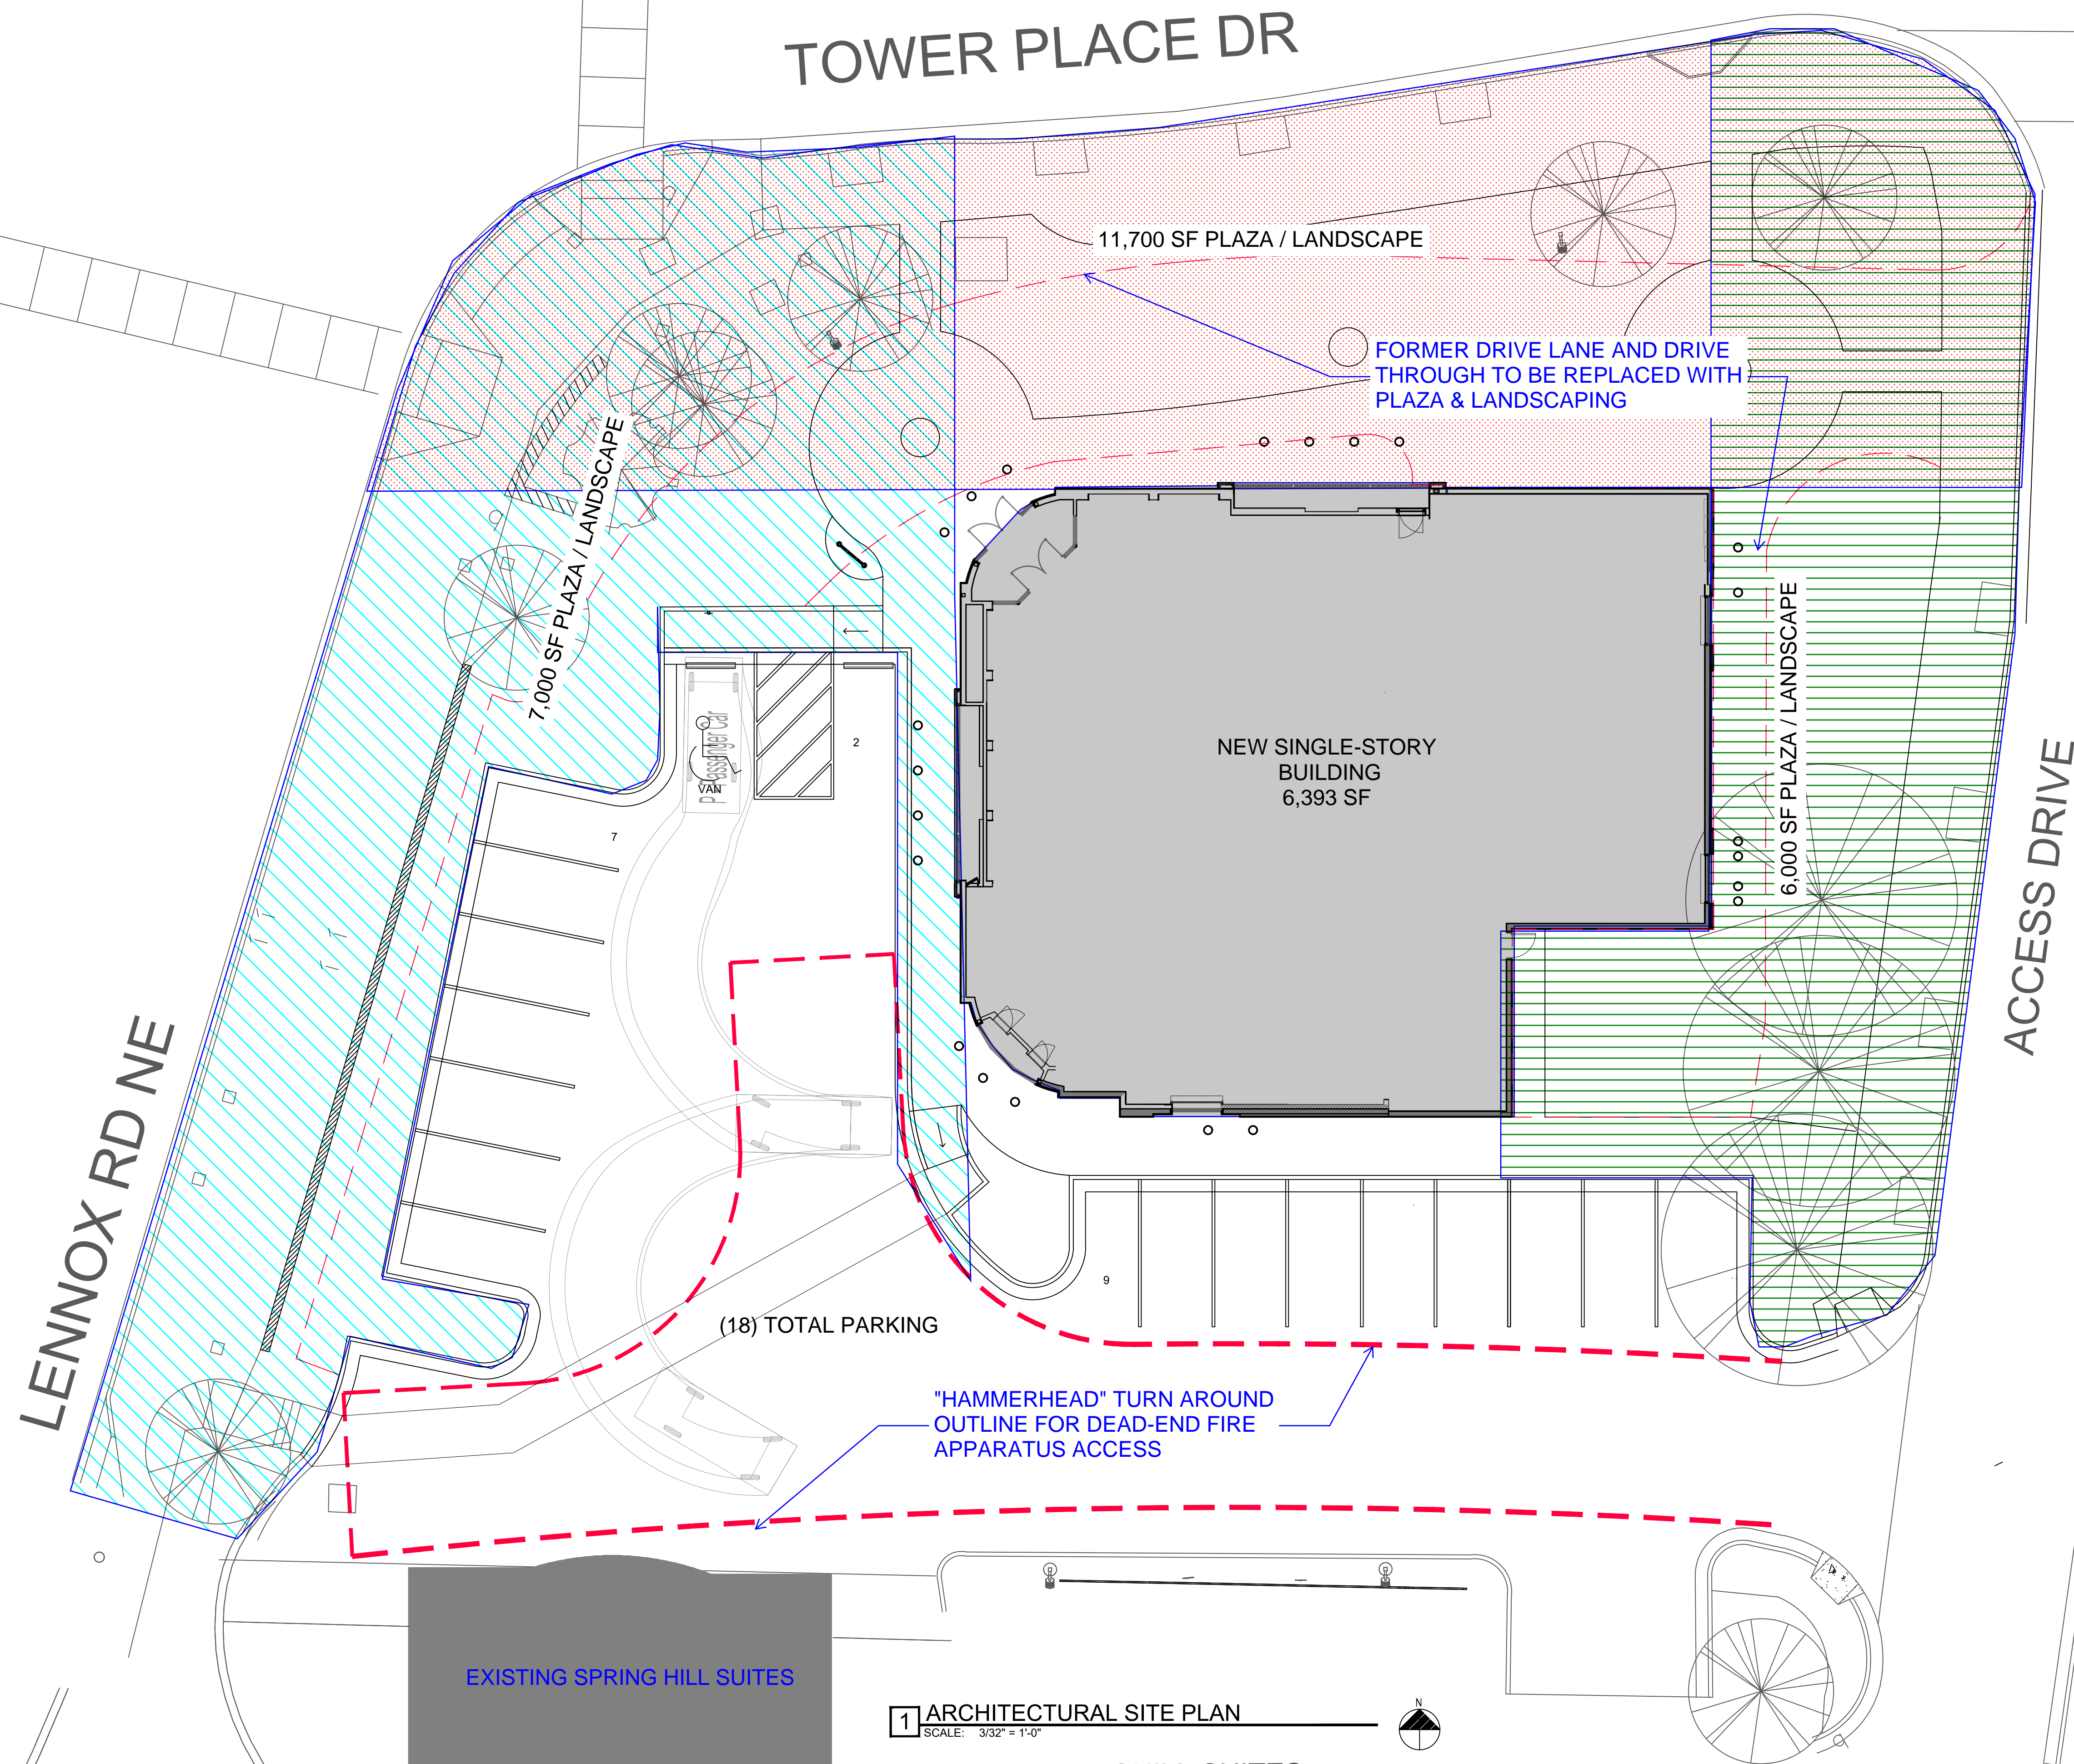 TOWER PLACE DR
11,700 SF PLAZA / LANDSCAPE
FORMER DRIVE LANE AND DRIVE
THROUGH TO BE REPLACED WITH
PLAZA & LANDSCAPING
7,000 SF PLAZA / LANDSCAPE
6,000 SF PLAZA / LANDSCAPE
NEW SINGLE-STORY
BUILDING
6,393 SF
2
Passenger Car
VAN
7
ACCESS DRIVE
LENNOX RD NE
9
(18) TOTAL PARKING
"HAMMERHEAD" TURN AROUND
OUTLINE FOR DEAD-END FIRE
APPARATUS ACCESS
EXISTING SPRING HILL SUITES
1
ARCHITECTURAL SITE PLAN
SCALE: 3/32" = 1'-0"
N